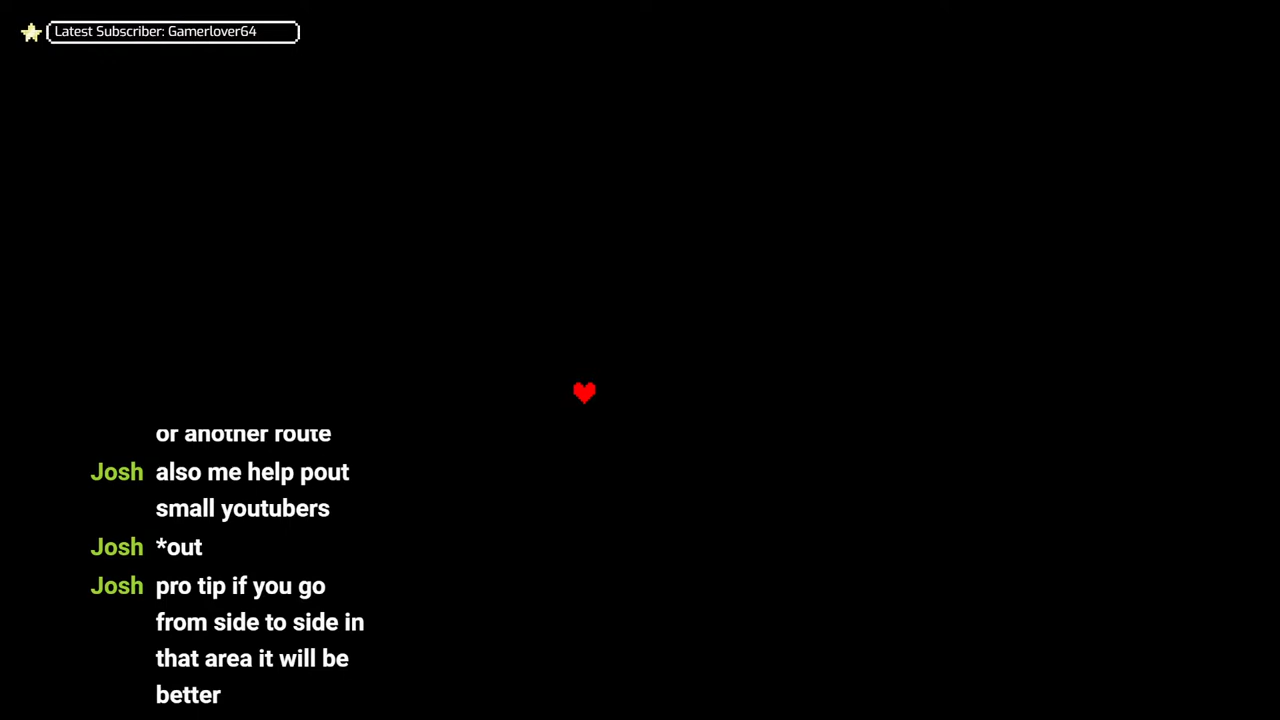 Latest Subscriber: Gamerlover64
or another route
Josh also me help pout
small youtubers
Josh *out
Josh pro tip if you go
from side to side in
that area it will be
better